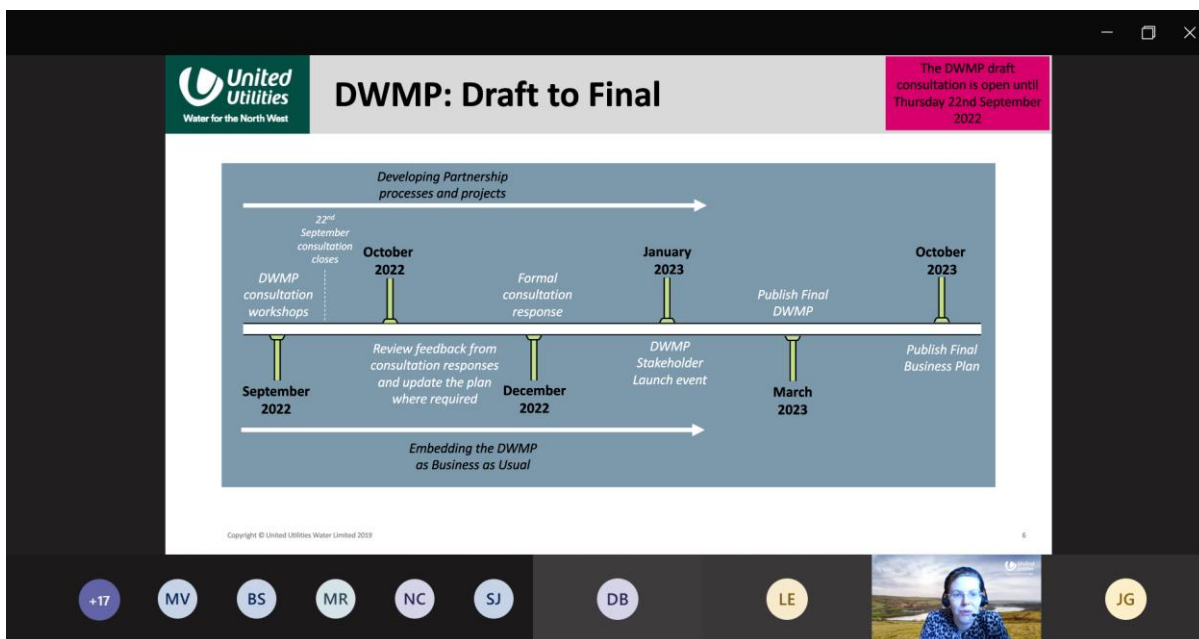 United
Utilities
Water for the North West
DWMP: Draft to Final
The DWMP draft
consultation is open until
Thursday 22nd September
2022
Developing Partnership
processes and projects
22nd
September
consultation
closes
DWMP
consultation
workshops
October
2022
Formal
consultation
response
January
2023
Publish Final
DWMP
October
2023
September
2022
Review feedback from
consultation responses
and update the plan
where required
December
2022
DWMP
Stakeholder
Launch event
March
2023
Publish Final
Business Plan
Embedding the DWMP
as Business as Usual
Copyright © United Utilities Water Limited 2019
6
+17
MV
BS
MR
NC
SJ
DB
LE
United
Utilities
JG